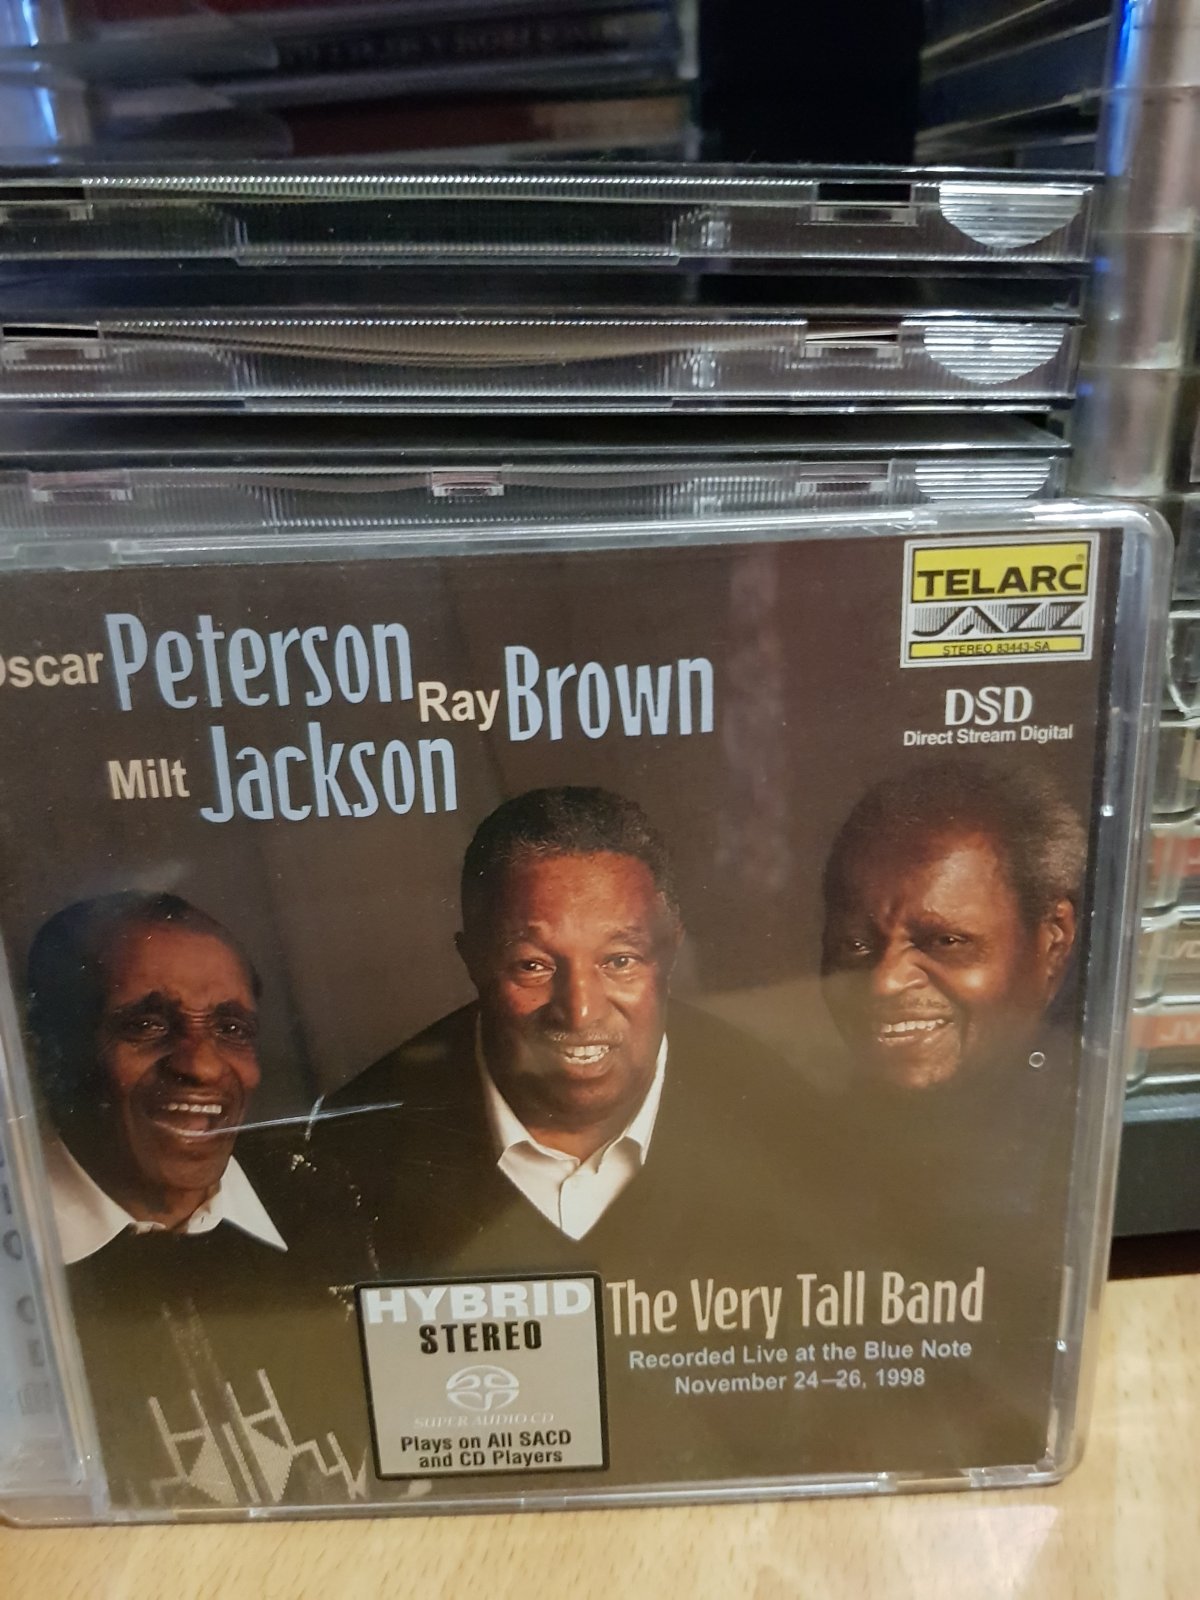 TELARC®
JAZZ
STEREO 83443-SA
DSD
Direct Stream Digital
Oscar Peterson Ray Brown
Milt Jackson
HYBRID
STEREO
SUPER AUDIO CD
Plays on All SACD
and CD Players
The Very Tall Band
Recorded Live at the Blue Note
November 24–26, 1998